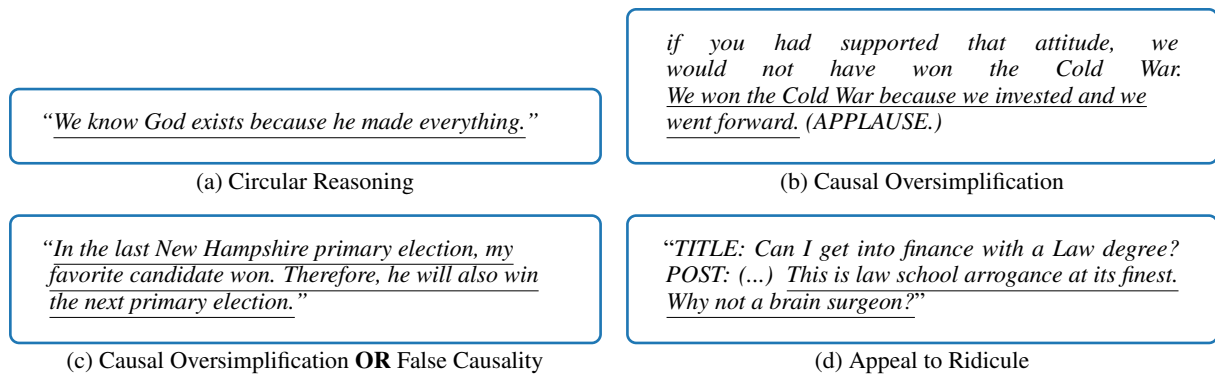 “We know God exists because he made everything.”
(a) Circular Reasoning
if you had supported that attitude, we
would not have won the Cold War.
We won the Cold War because we invested and we
went forward. (APPLAUSE.)
(b) Causal Oversimplification
“In the last New Hampshire primary election, my
favorite candidate won. Therefore, he will also win
the next primary election.”
(c) Causal Oversimplification OR False Causality
“TITLE: Can I get into finance with a Law degree?
POST: (...) This is law school arrogance at its finest.
Why not a brain surgeon?”
(d) Appeal to Ridicule